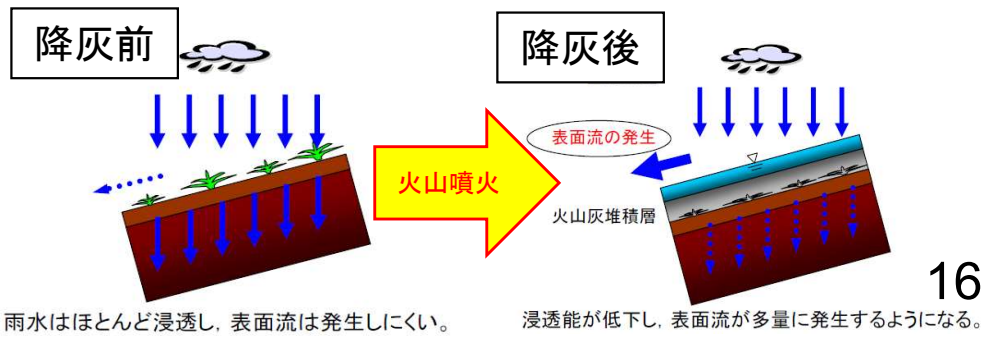 降灰前
降灰後
表面流の発生
火山噴火
火山灰堆積層
16
雨水はほとんど浸透し，表面流は発生しにくい。
浸透能が低下し，表面流が多量に発生するようになる。